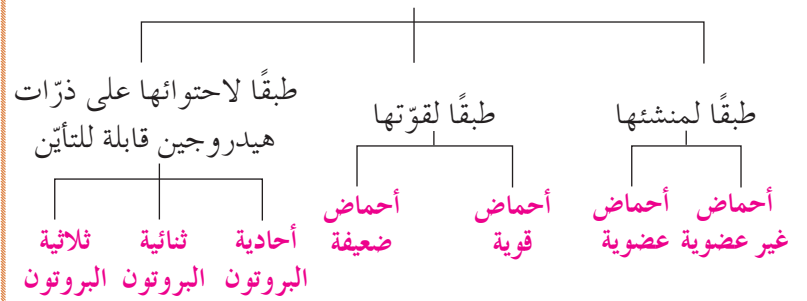 طبقًا لمنشئها
أحماض
غير عضوية
أحماض
عضوية
طبقًا لقوّتها
أحماض
قوية
أحماض
ضعيفة
طبقًا لاحتوائها على ذرّات
هيدروجين قابلة للتأيّن
أحادية
البروتون
ثنائية
البروتون
ثلاثية
البروتون